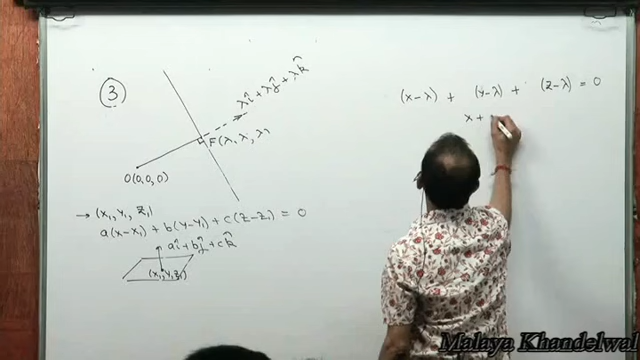 ③
λî + λĵ + λk̂
F(λ, λ, λ)
O(0,0,0)
→ (x₁, y₁, z₁)
a(x-x₁) + b(y-y₁) + c(z-z₁) = 0
aî + bĵ + ck̂
(x₁, y₁, z₁)
(x-λ) + (y-λ) + (z-λ) = 0
x +
Malaya Khandelwal